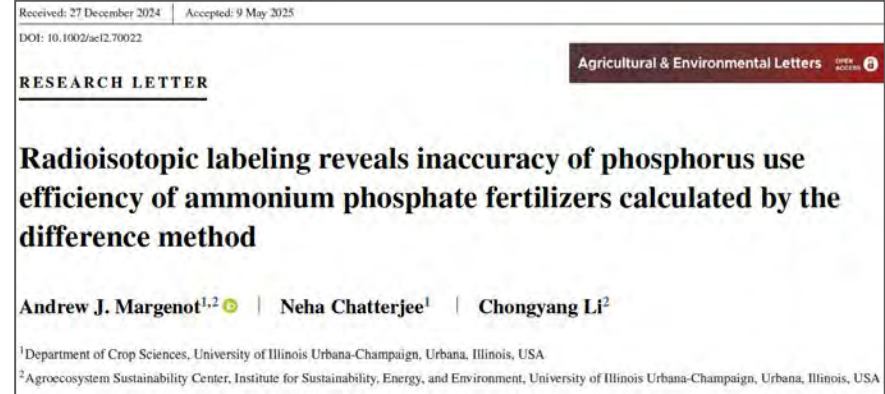 Received: 27 December 2024 | Accepted: 9 May 2025
DOI: 10.1002/ael2.70022
Agricultural & Environmental Letters OPEN ACCESS
RESEARCH LETTER
Radioisotopic labeling reveals inaccuracy of phosphorus use
efficiency of ammonium phosphate fertilizers calculated by the
difference method
Andrew J. Margenot1,2 | Neha Chatterjee1 | Chongyang Li2
1Department of Crop Sciences, University of Illinois Urbana-Champaign, Urbana, Illinois, USA
2Agroecosystem Sustainability Center, Institute for Sustainability, Energy, and Environment, University of Illinois Urbana-Champaign, Urbana, Illinois, USA